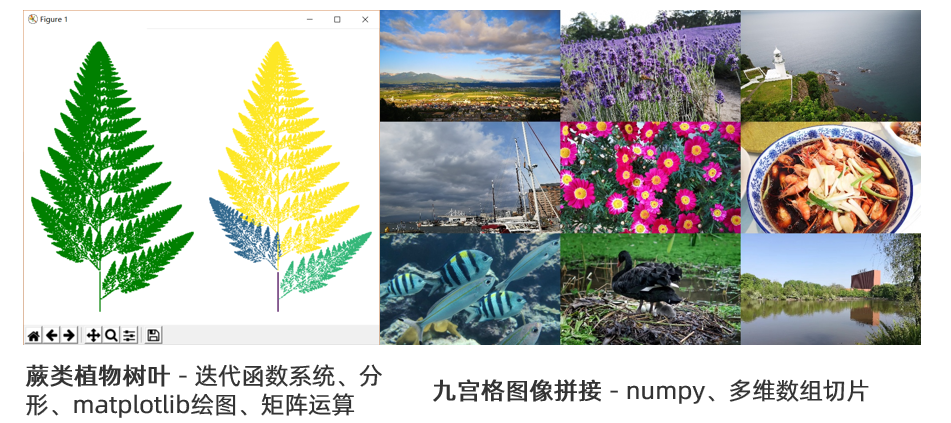 Figure 1
蕨类植物树叶 - 迭代函数系统、分
形、matplotlib绘图、矩阵运算
九宫格图像拼接 - numpy、多维数组切片